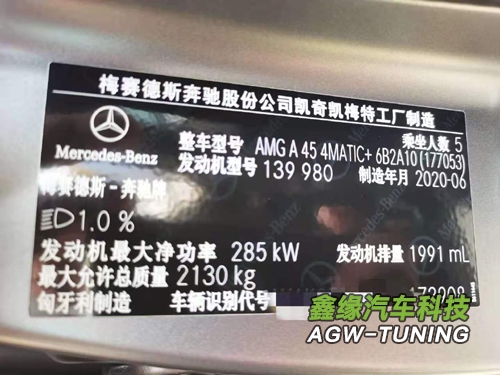 梅赛德斯奔驰股份公司凯奇凯梅特工厂制造
乘坐人数 5
整车型号 AMG A 45 4MATIC+ 6B2A10 (177053)
发动机型号 139 980 制造年月 2020-06
Mercedes-Benz
梅赛德斯-奔驰牌
1.0 %
发动机最大净功率 285 kW 发动机排量 1991 mL
最大允许总质量 2130 kg
匈牙利制造 车辆识别代号
鑫缘汽车科技
AGW-TUNING